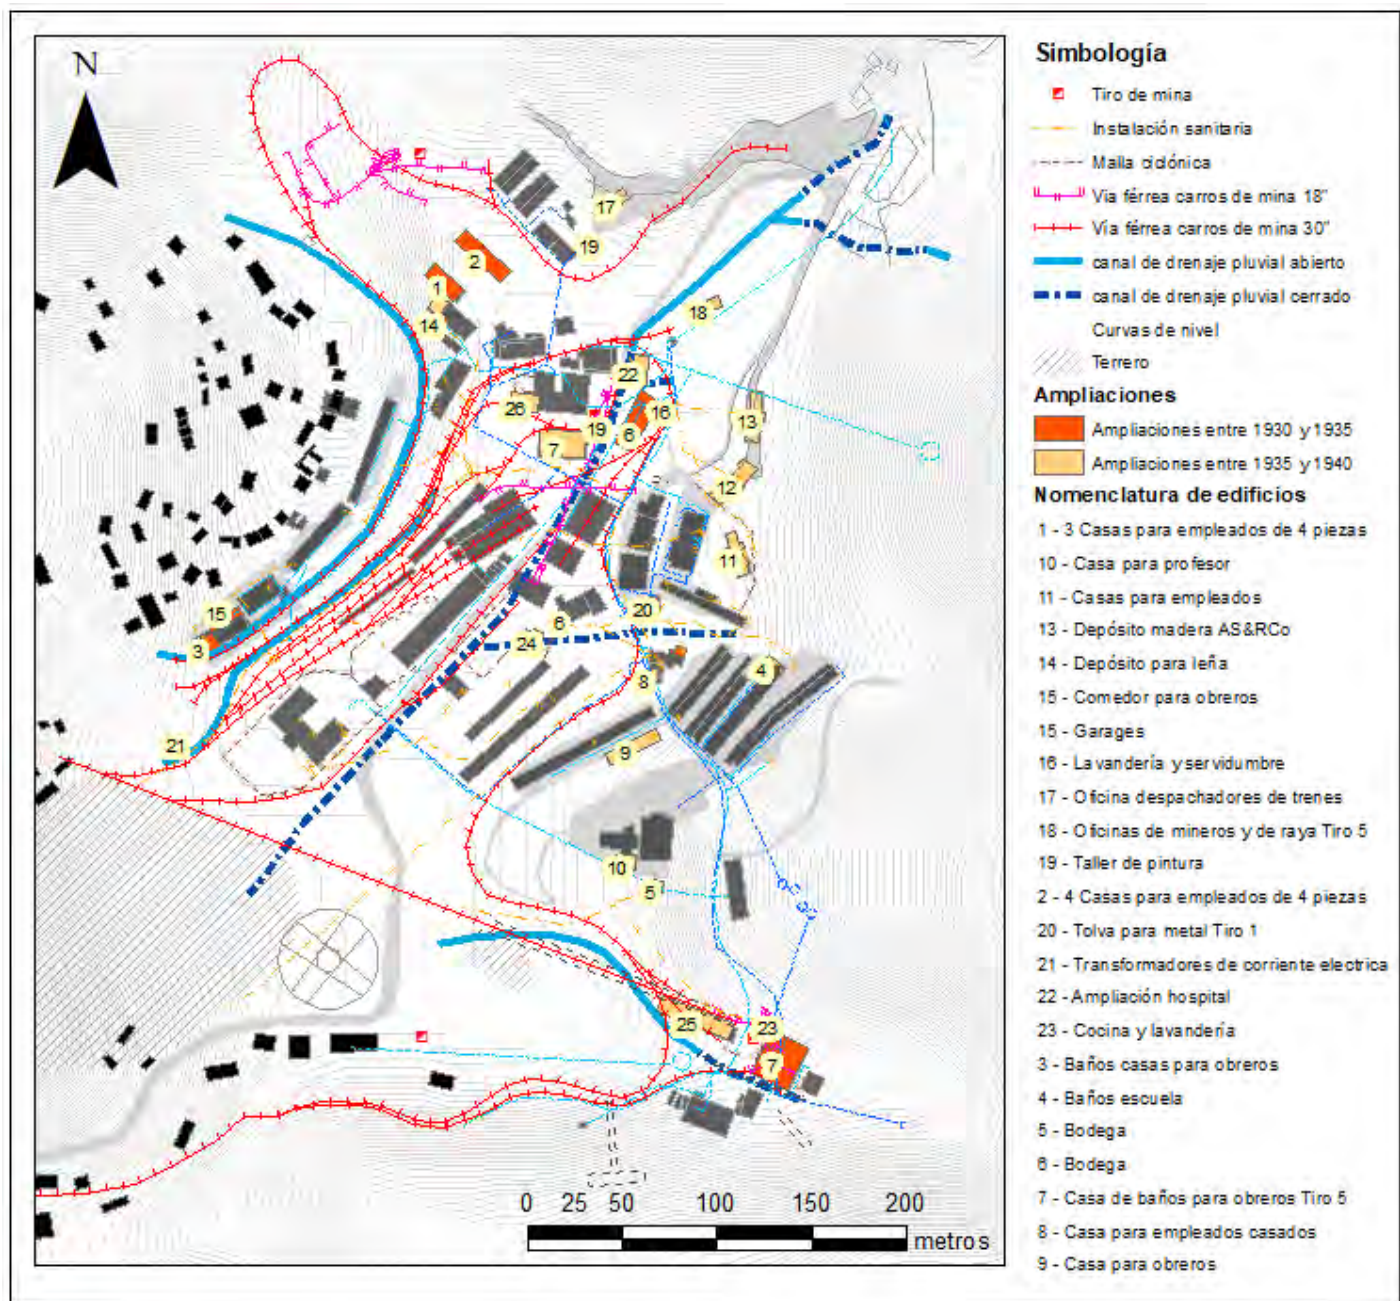 N
2
1
14
17
19
18
22
26
16
19
6
13
7
12
11
15
3
20
6
24
4
8
21
9
10
5
25
23
7
0 25 50 100 150 200
metros
Simbología
Tiro de mina
Instalación sanitaria
Malla ciclónica
Via férrea carros de mina 18"
Vía férrea carros de mina 30"
canal de drenaje pluvial abierto
canal de drenaje pluvial cerrado
Curvas de nivel
Terrero
Ampliaciones
Ampliaciones entre 1930 y 1935
Ampliaciones entre 1935 y 1940
Nomenclatura de edificios
1 - 3 Casas para empleados de 4 piezas
10 - Casa para profesor
11 - Casas para empleados
13 - Depósito madera AS&RCo
14 - Depósito para leña
15 - Comedor para obreros
15 - Garages
16 - Lavandería y servidumbre
17 - Oficina despachadores de trenes
18 - Oficinas de mineros y de raya Tiro 5
19 - Taller de pintura
2 - 4 Casas para empleados de 4 piezas
20 - Tolva para metal Tiro 1
21 - Transformadores de corriente electrica
22 - Ampliación hospital
23 - Cocina y lavandería
3 - Baños casas para obreros
4 - Baños escuela
5 - Bodega
6 - Bodega
7 - Casa de baños para obreros Tiro 5
8 - Casa para empleados casados
9 - Casa para obreros